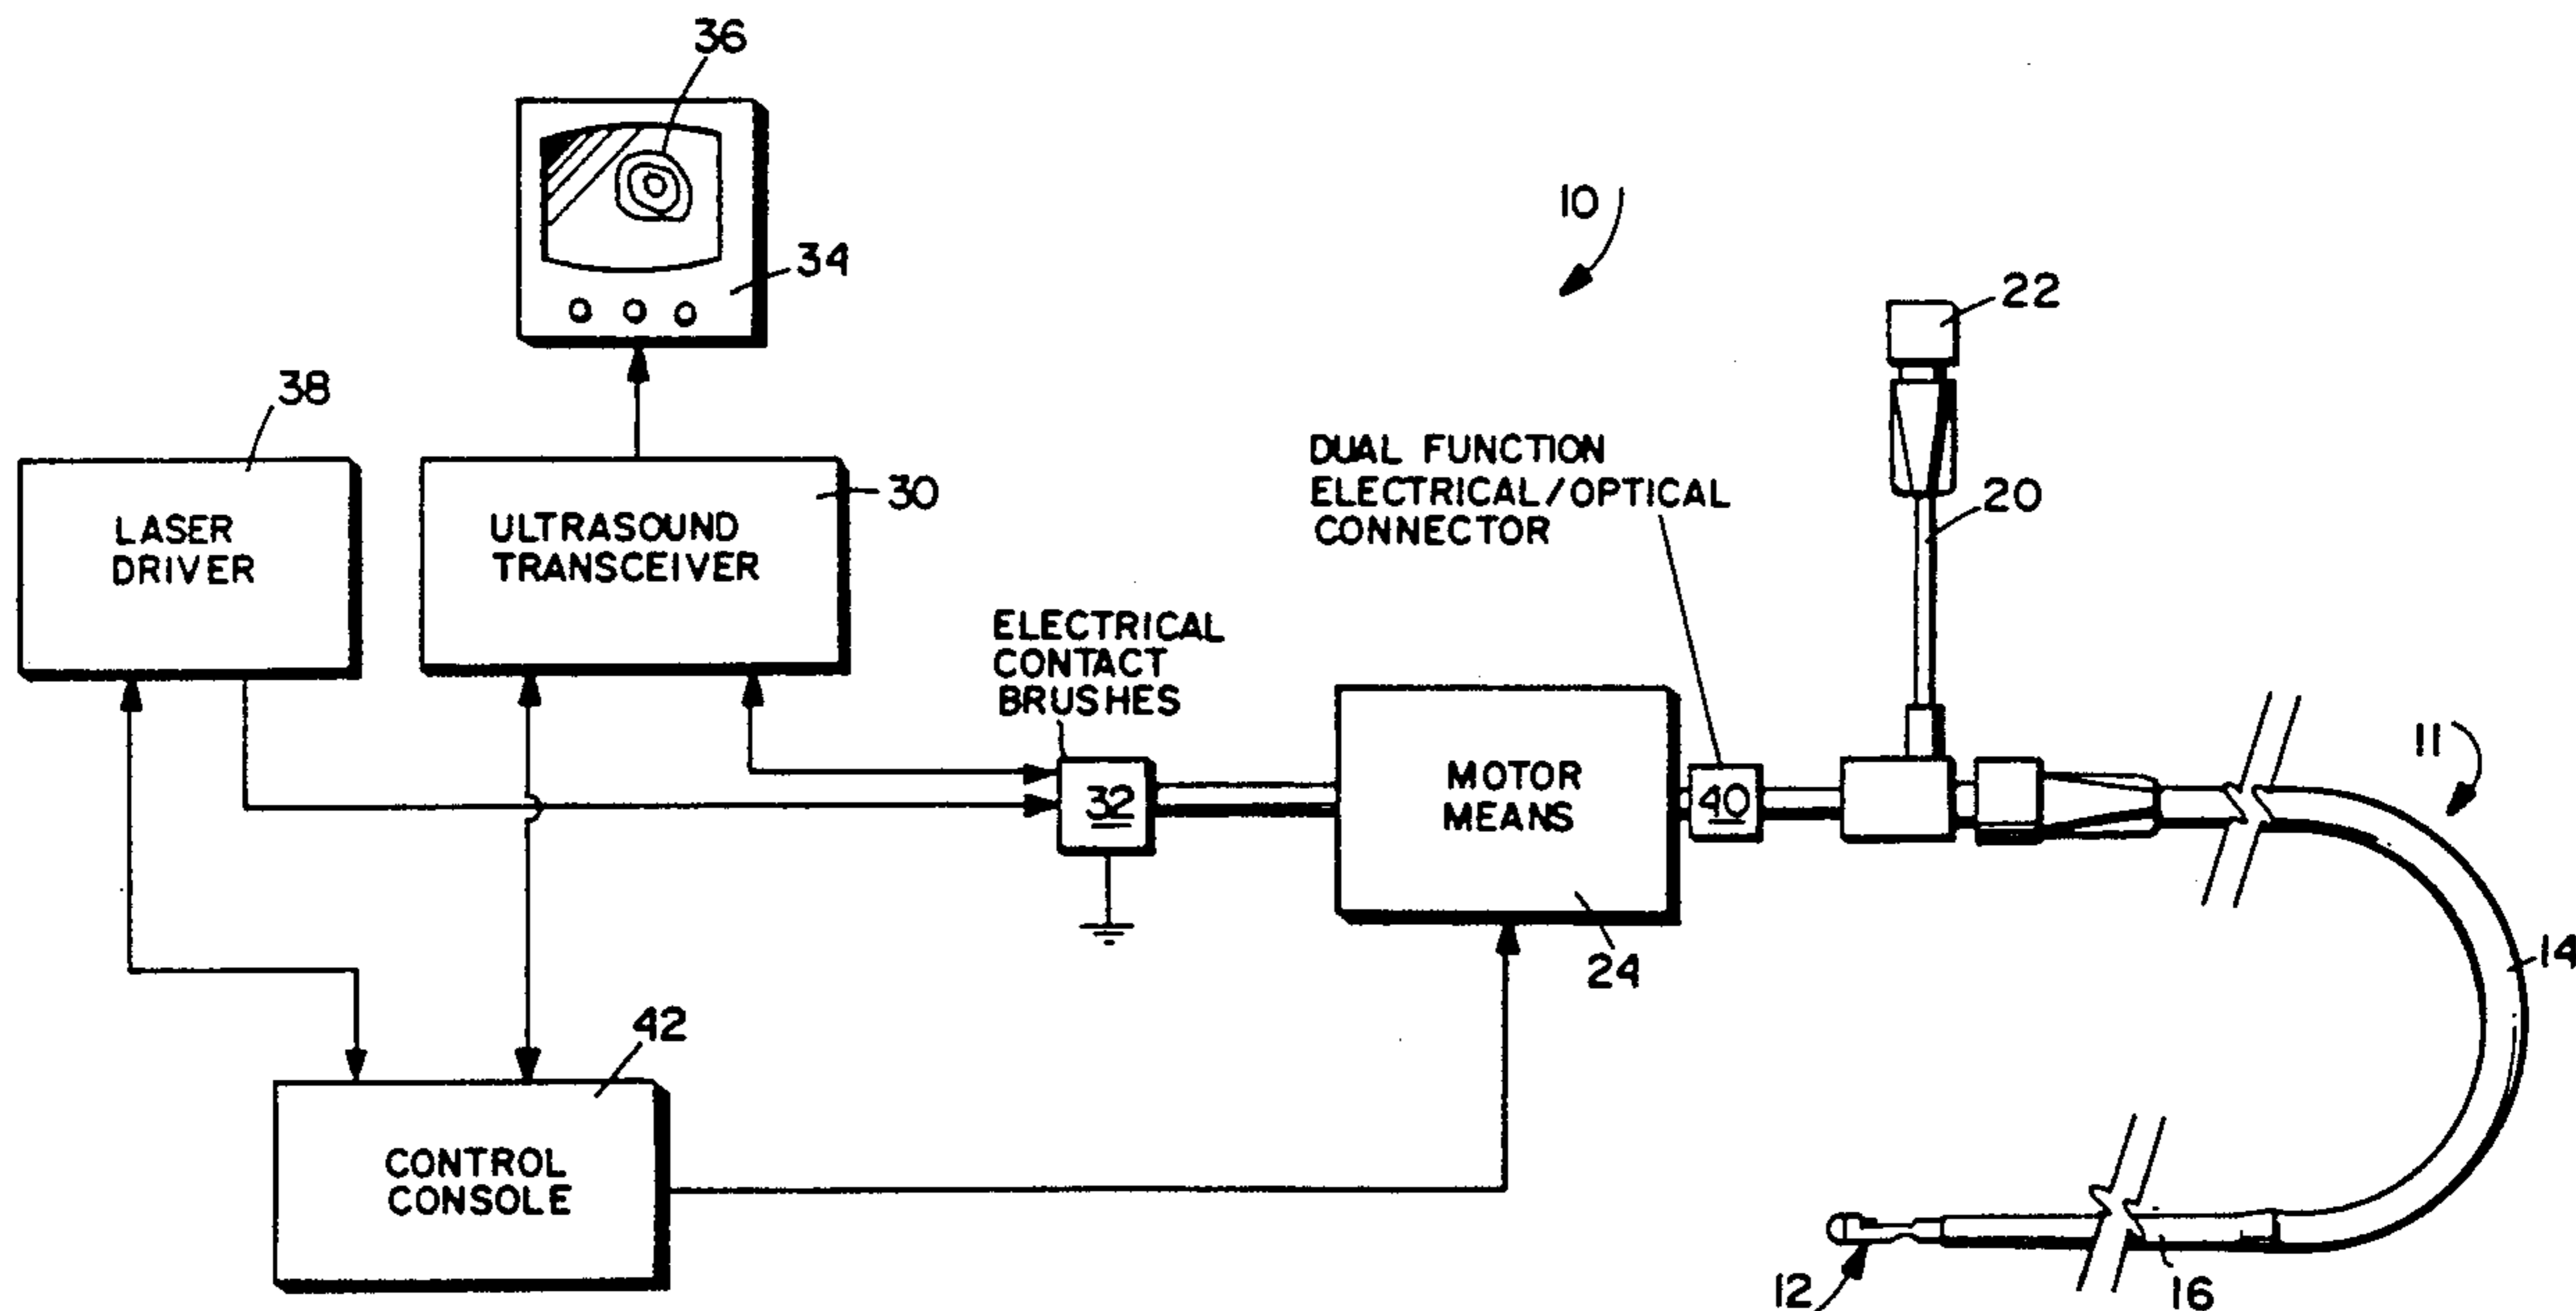 36
34
10
22
38
30
DUAL FUNCTION
ELECTRICAL/OPTICAL
CONNECTOR
20
LASER
DRIVER
ULTRASOUND
TRANSCEIVER
ELECTRICAL
CONTACT
BRUSHES
11
32
MOTOR
MEANS
40
24
14
42
CONTROL
CONSOLE
12
16